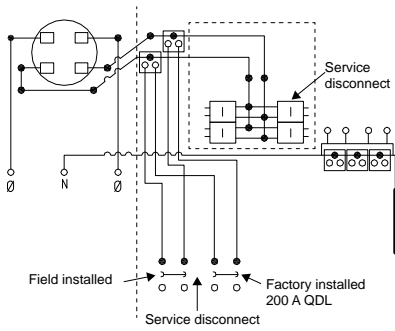 Service
disconnect
Ø N Ø
Field installed
Factory installed
200 A QDL
Service disconnect